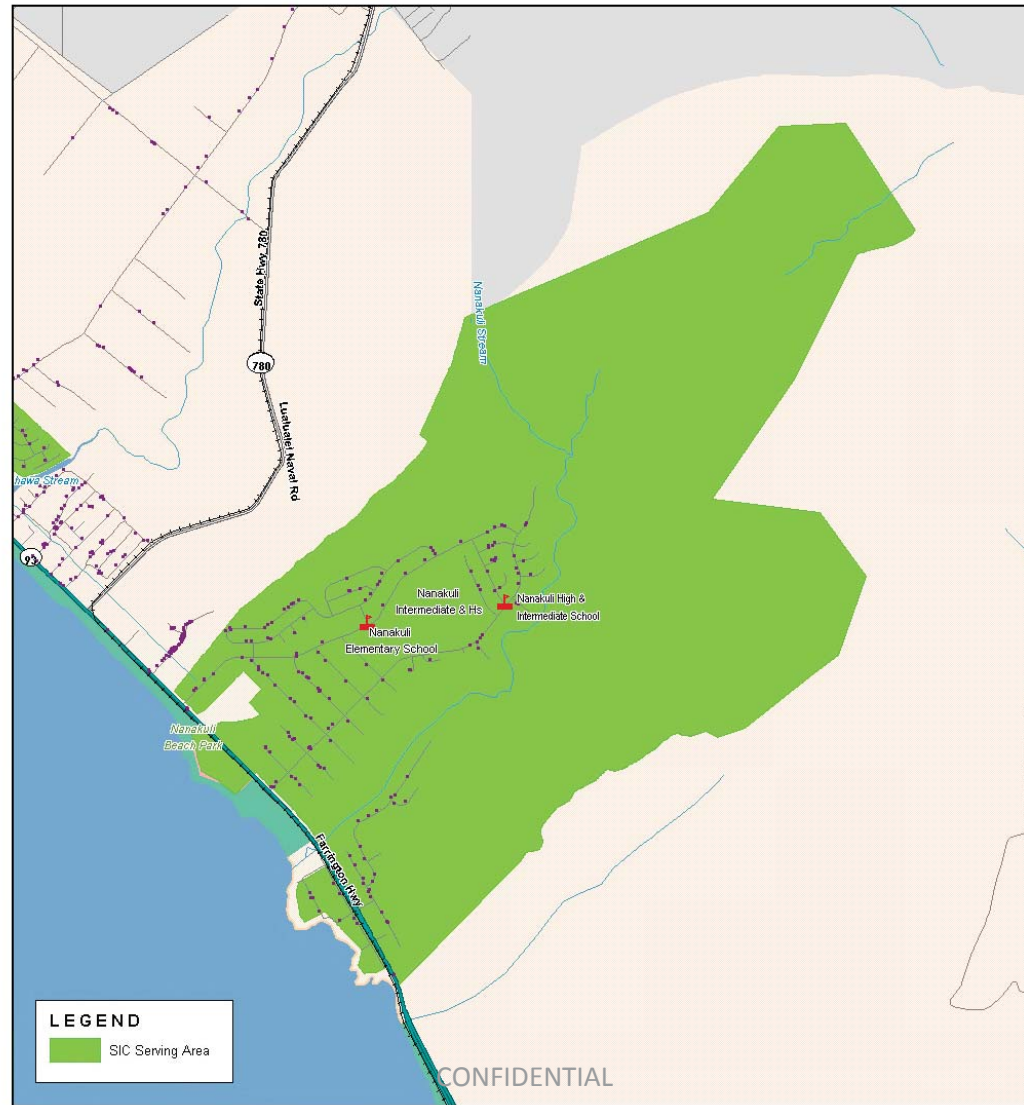 State Hwy 780
Nanakuli Stream
780
Lualualei Naval Rd
hawa Stream
93
Nanakuli
Intermediate & Hs
Nanakuli High &
Intermediate School
Nanakuli
Elementary School
Nanakuli
Beach Park
Farrington Hwy
LEGEND
SIC Serving Area
CONFIDENTIAL